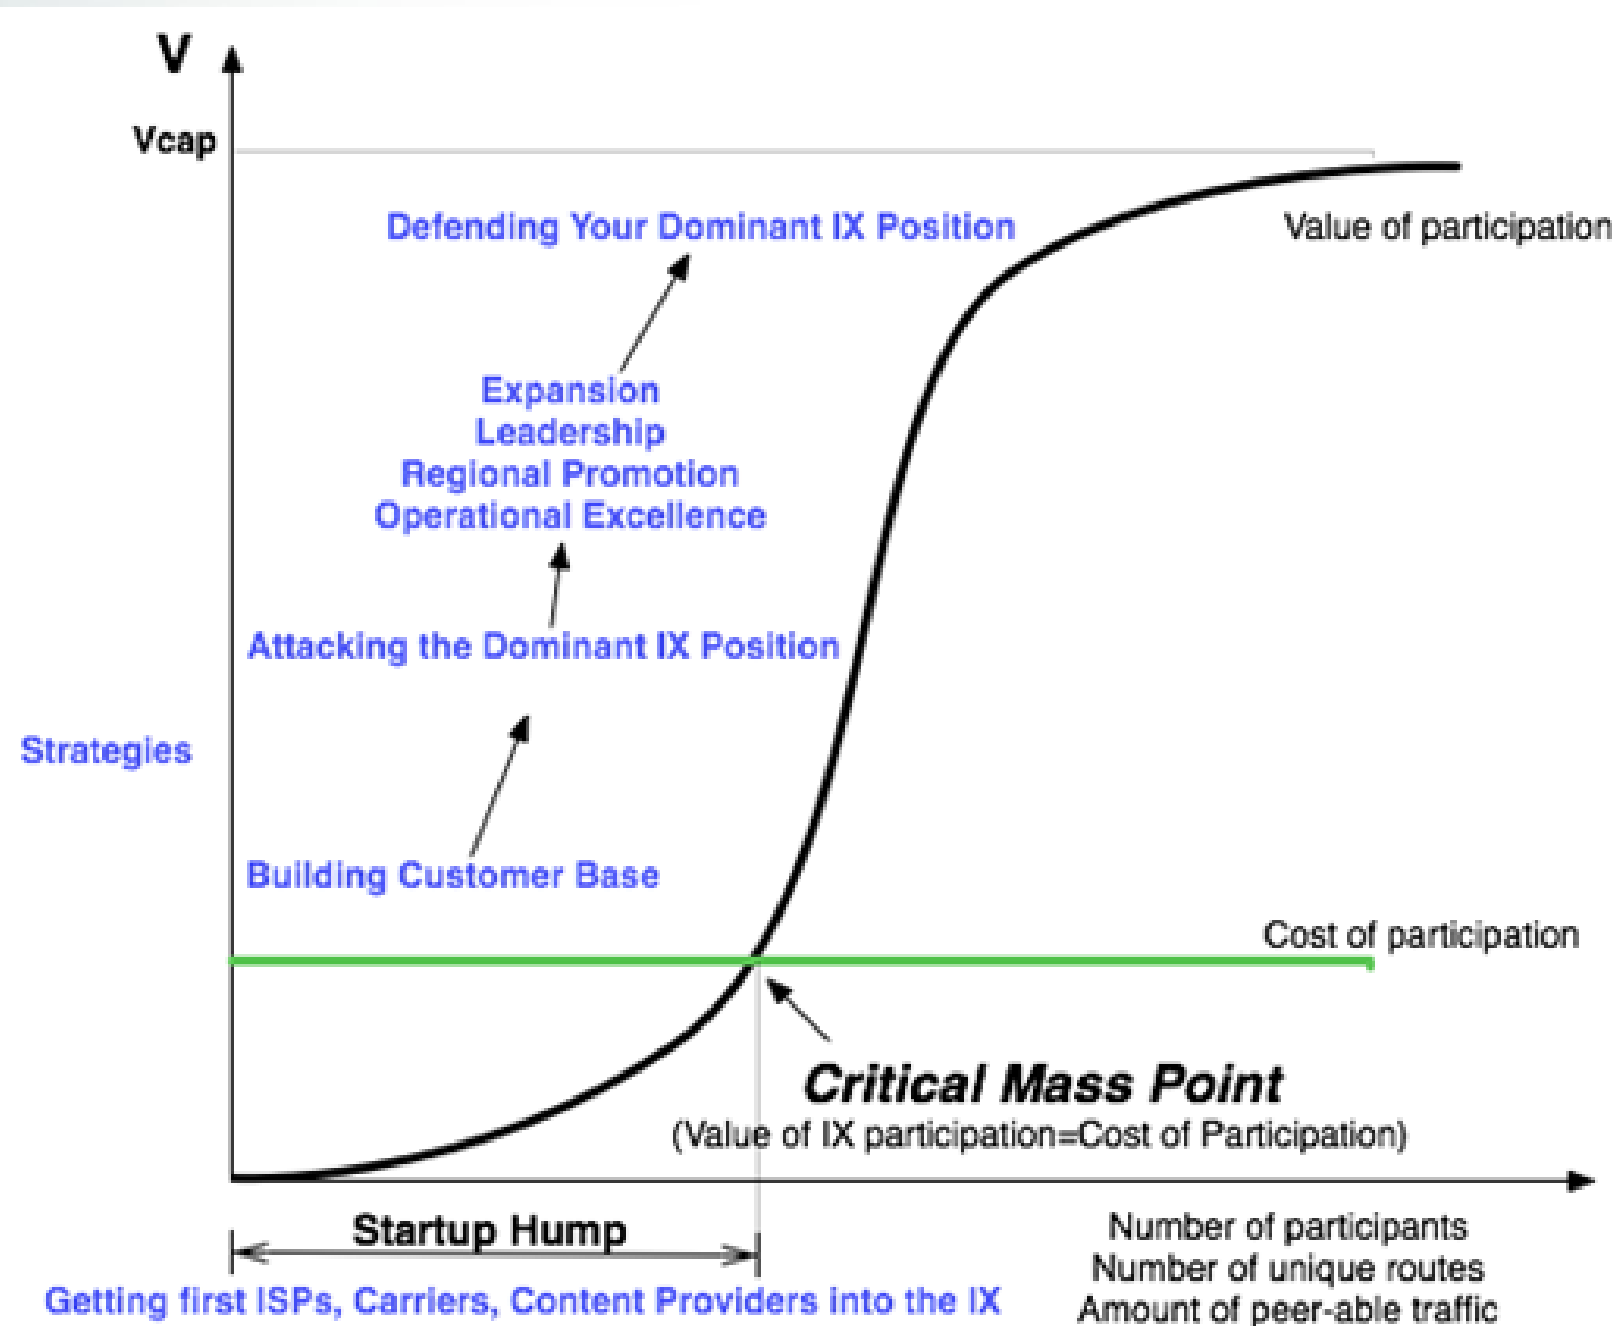 V
Vcap
Defending Your Dominant IX Position
Value of participation
Expansion
Leadership
Regional Promotion
Operational Excellence
Attacking the Dominant IX Position
Strategies
Building Customer Base
Cost of participation
Critical Mass Point
(Value of IX participation=Cost of Participation)
Startup Hump
Getting first ISPs, Carriers, Content Providers into the IX
Number of participants
Number of unique routes
Amount of peer-able traffic